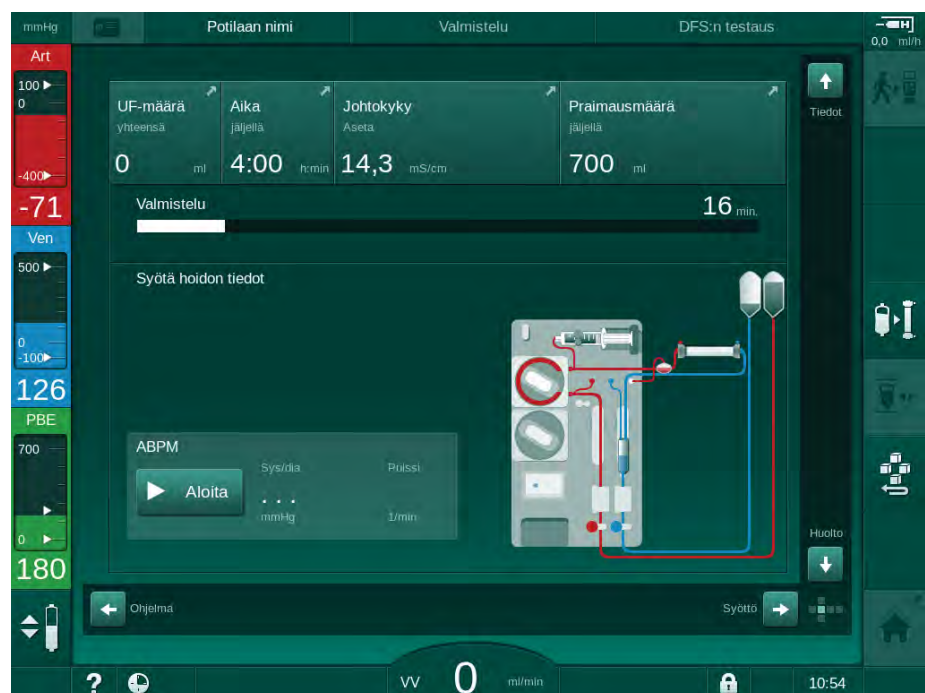 mmHg
Potilaan nimi
Valmistelu
DFS:n testaus
0,0 ml/h
H
Art
100
0
-400
-71
Ven
500
0
-100
126
PBE
700
0
180
UF-määrä
yhteensä
0 ml
Aika
jäljellä
4:00 h:min
Johtokyky
Aseta
14,3 mS/cm
Praimausmäärä
jäljellä
700 ml
Tiedot
Valmistelu
16 min.
Syötä hoidon tiedot
ABPM
Aloita
Sys/dia
. . .
mmHg
Pulssi
1/min
Huolto
Ohjelma
Syöttö
?
VV 0 ml/min
10:54